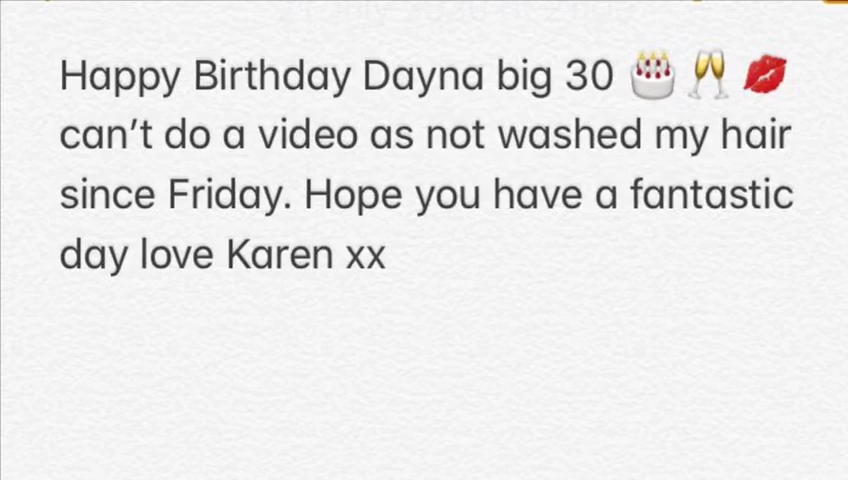 Happy Birthday Dayna big 30 🎂🥂💋
can’t do a video as not washed my hair
since Friday. Hope you have a fantastic
day love Karen xx